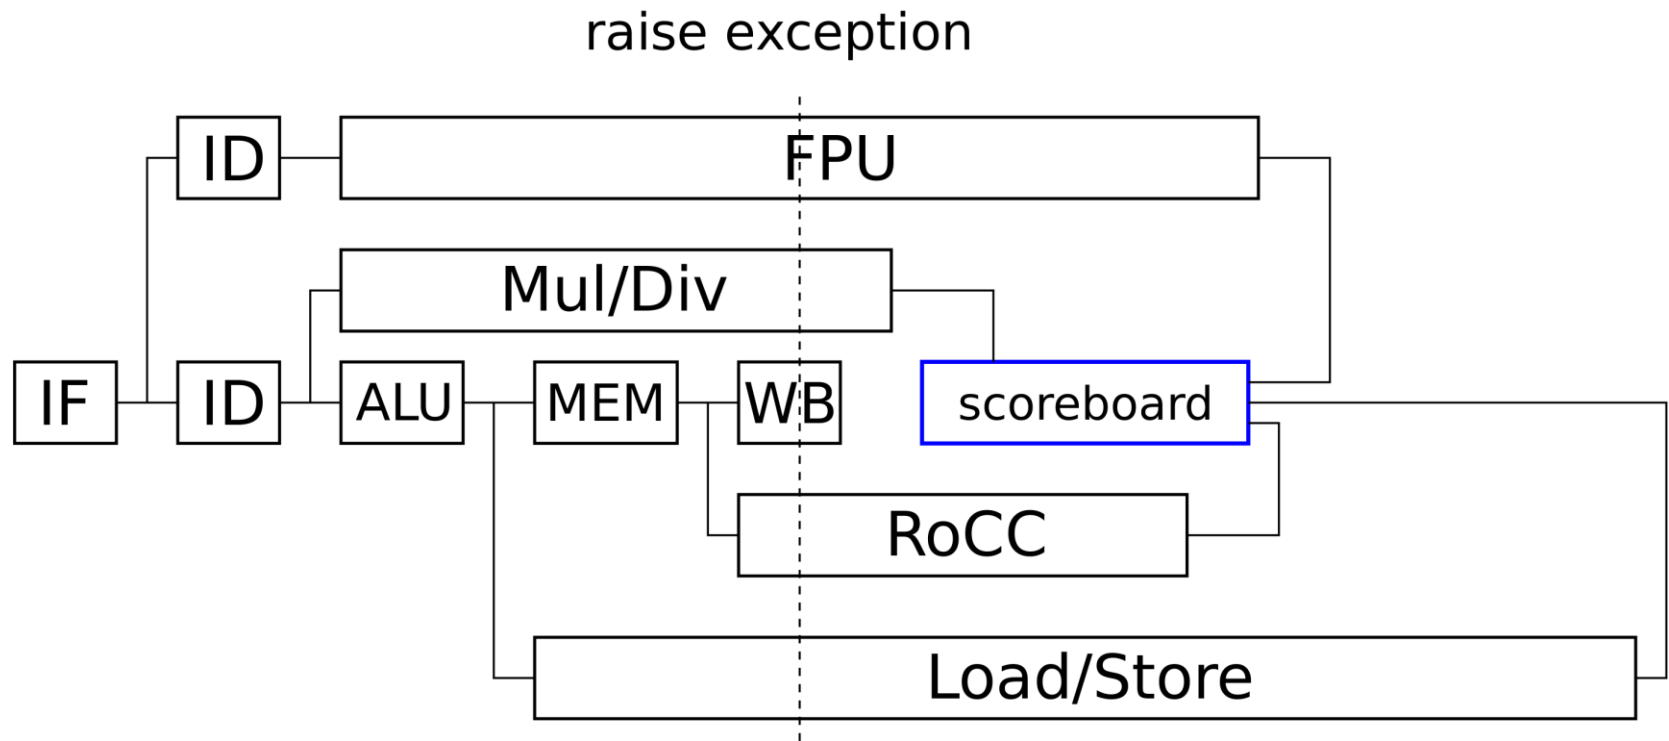 raise exception
ID
FPU
Mul/Div
IF
ID
ALU
MEM
WB
scoreboard
RoCC
Load/Store